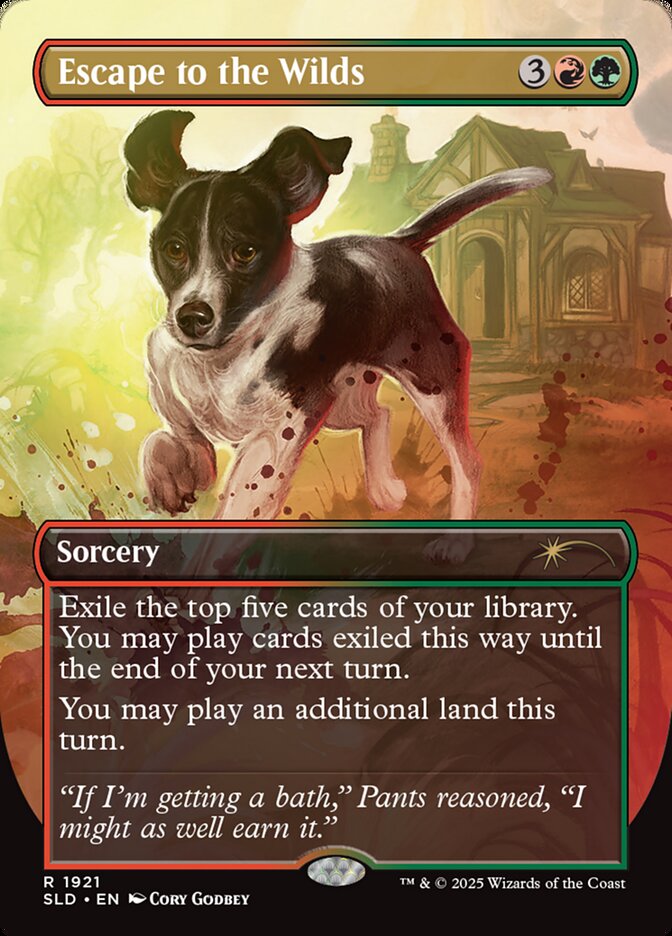 Escape to the Wilds 3
Sorcery
Exile the top five cards of your library.
You may play cards exiled this way until
the end of your next turn.
You may play an additional land this
turn.
“If I’m getting a bath,” Pants reasoned, “I
might as well earn it.”
R 1921
SLD • EN Cory Godbey
™ & © 2025 Wizards of the Coast